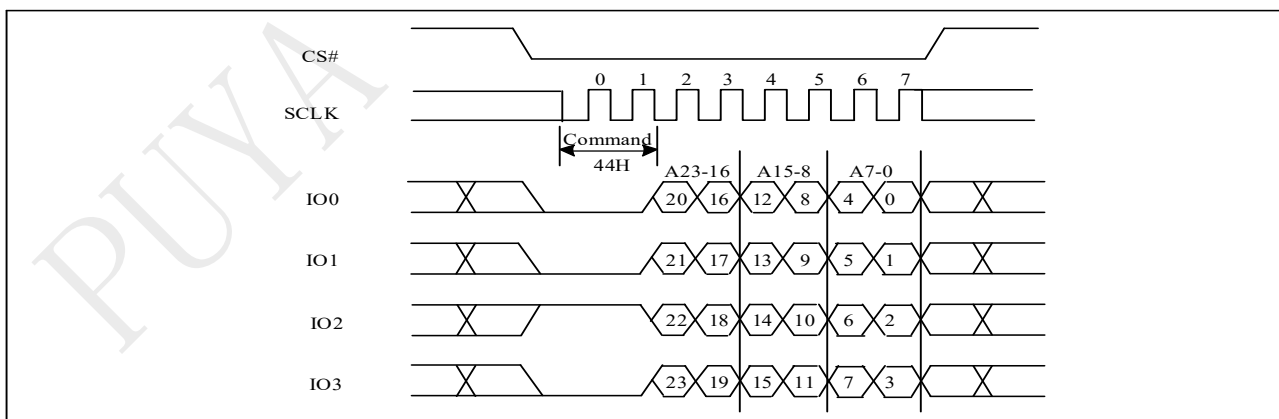 PUYA
CS#
0 1 2 3 4 5 6 7
SCLK
Command
44H
A23-16 A15-8 A7-0
IO0 20 16 12 8 4 0
IO1 21 17 13 9 5 1
IO2 22 18 14 10 6 2
IO3 23 19 15 11 7 3